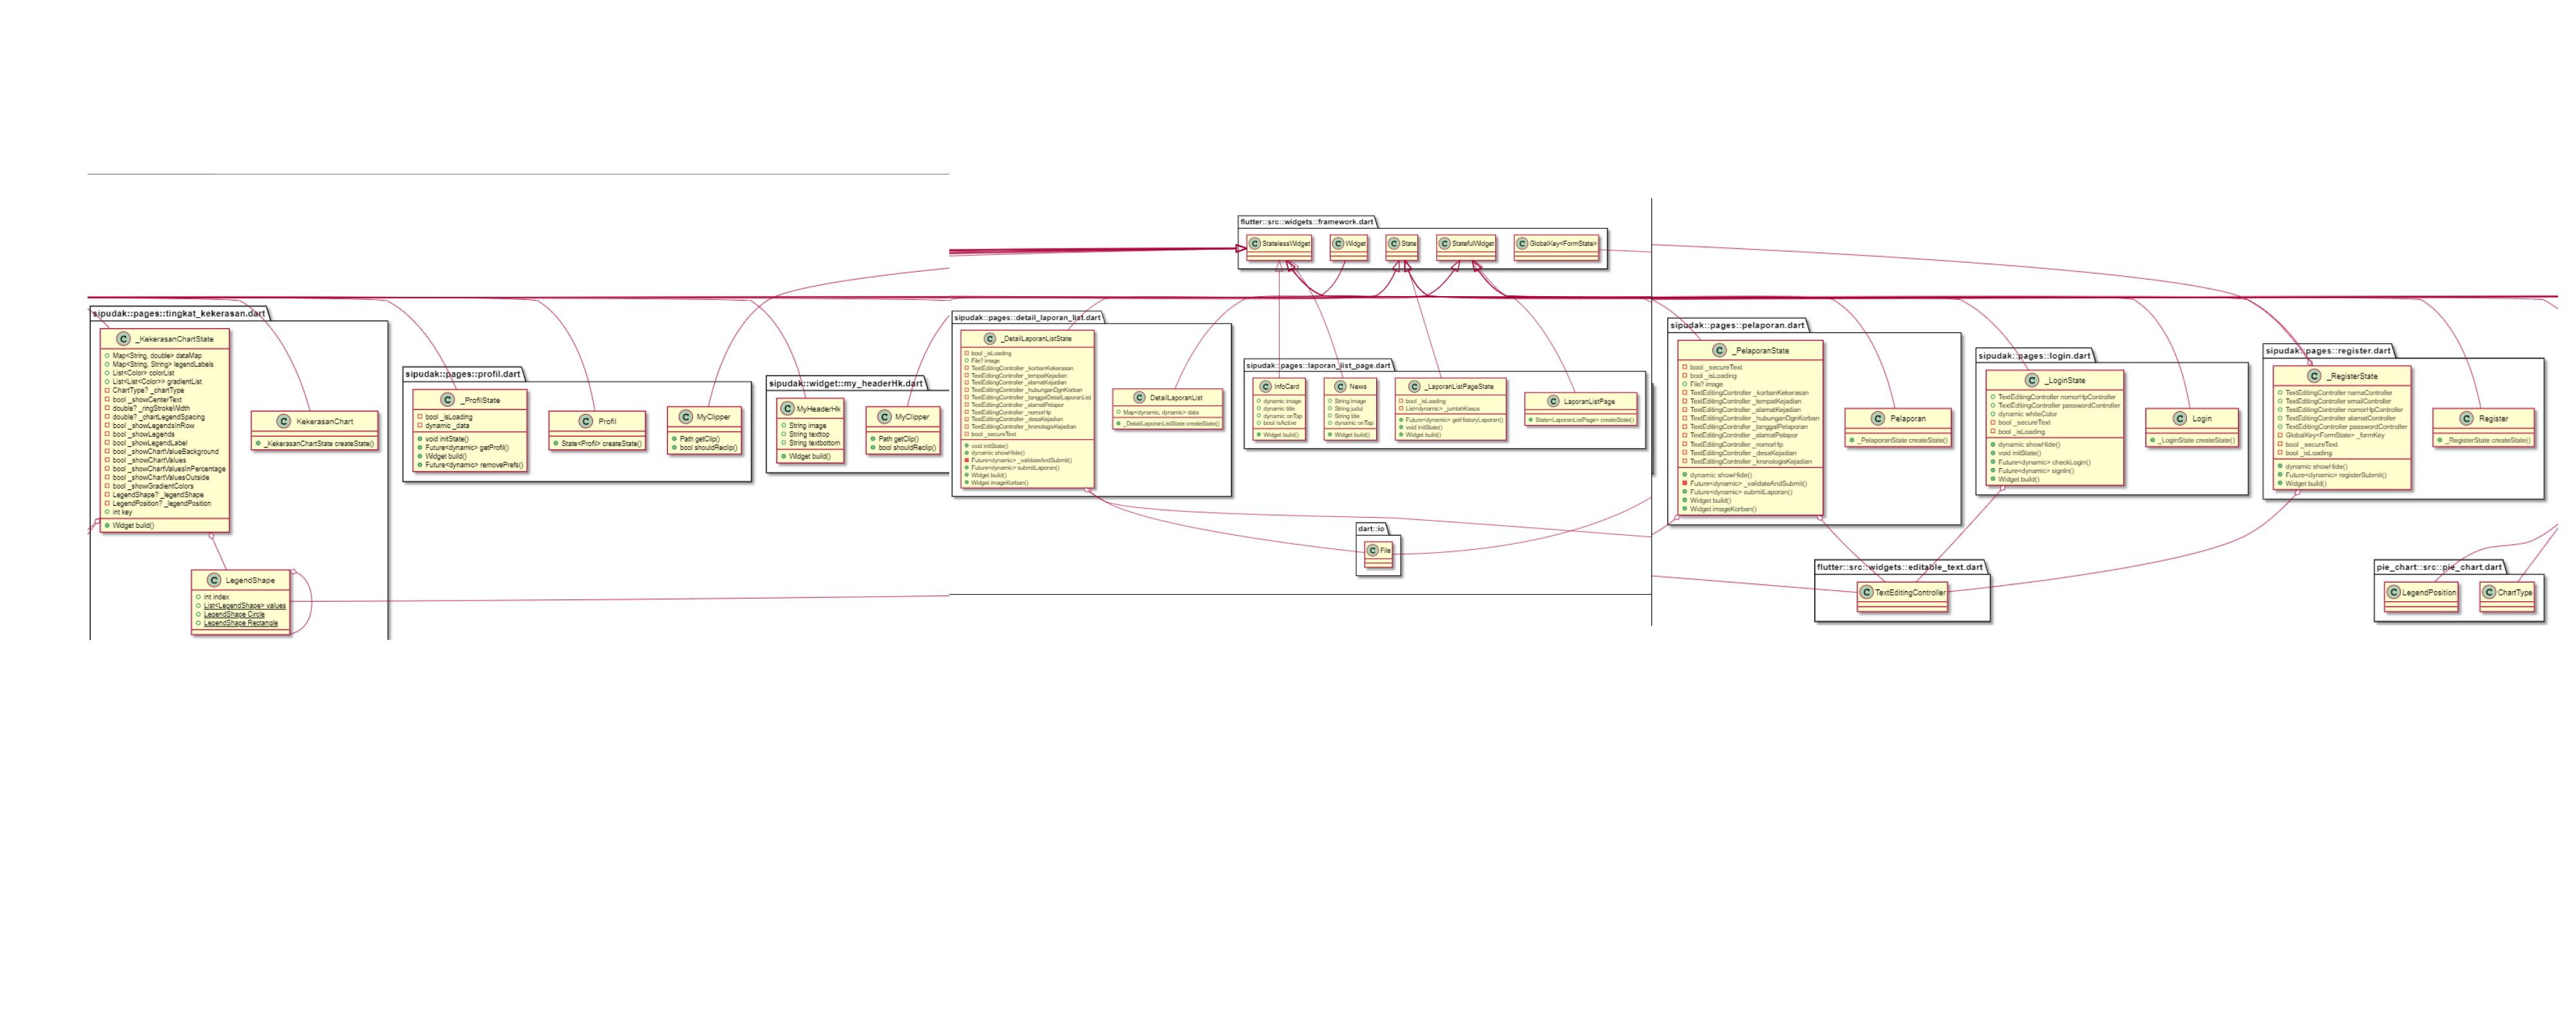 flutter::src::widgets::framework.dart
C StatelessWidget
C Widget
C State
C StatefulWidget
C GlobalKey<FormState>
sipudak::pages::tingkat_kekerasan.dart
C _KekerasanChartState
Map<String, double> dataMap
Map<String, String> legendLabels
List<Color> colorList
List<List<Color>> gradientList
ChartType? _chartType
bool _showCenterText
double? _ringStrokeWidth
double? _chartLegendSpacing
bool _showLegendsInRow
bool _showLegends
bool _showLegendLabel
bool _showChartValueBackground
bool _showChartValues
bool _showChartValuesInPercentage
bool _showChartValuesOutside
bool _showGradientColors
LegendShape? _legendShape
LegendPosition? _legendPosition
int key
Widget build()
C KekerasanChart
_KekerasanChartState createState()
C LegendShape
int index
List<LegendShape> values
LegendShape Circle
LegendShape Rectangle
sipudak::pages::profil.dart
C _ProfilState
bool _isLoading
dynamic _data
void initState()
Future<dynamic> getProfil()
Widget build()
Future<dynamic> removePrefs()
C Profil
State<Profil> createState()
C MyClipper
Path getClip()
bool shouldReclip()
sipudak::widget::my_headerHk.dart
C MyHeaderHk
String image
String texttop
String textbottom
Widget build()
C MyClipper
Path getClip()
bool shouldReclip()
sipudak::pages::detail_laporan_list.dart
C _DetailLaporanListState
bool _isLoading
File? image
TextEditingController _korbanKekerasan
TextEditingController _tempatKejadian
TextEditingController _alamatKejadian
TextEditingController _hubunganDgnKorban
TextEditingController _tanggalDetailLaporanList
TextEditingController _alamatPelapor
TextEditingController _nomorHp
TextEditingController _desaKejadian
TextEditingController _kronologisKejadian
bool _secureText
void initState()
dynamic showHide()
Future<dynamic> _validateAndSubmit()
Future<dynamic> submitLaporan()
Widget build()
Widget imageKorban()
C DetailLaporanList
Map<dynamic, dynamic> data
_DetailLaporanListState createState()
sipudak::pages::laporan_list_page.dart
C InfoCard
dynamic image
dynamic title
dynamic onTap
bool isActive
Widget build()
C News
String image
String judul
String title
dynamic onTap
Widget build()
C _LaporanListPageState
bool _isLoading
List<dynamic> _jumlahKasus
Future<dynamic> getHistoryLaporan()
void initState()
Widget build()
C LaporanListPage
State<LaporanListPage> createState()
dart::io
C File
sipudak::pages::pelaporan.dart
C _PelaporanState
bool _secureText
bool _isLoading
File? image
TextEditingController _korbanKekerasan
TextEditingController _tempatKejadian
TextEditingController _alamatKejadian
TextEditingController _hubunganDgnKorban
TextEditingController _tanggalPelaporan
TextEditingController _alamatPelapor
TextEditingController _nomorHp
TextEditingController _desaKejadian
TextEditingController _kronologisKejadian
dynamic showHide()
Future<dynamic> _validateAndSubmit()
Future<dynamic> submitLaporan()
Widget build()
Widget imageKorban()
C Pelaporan
_PelaporanState createState()
sipudak::pages::login.dart
C _LoginState
TextEditingController nomorHpController
TextEditingController passwordController
dynamic whiteColor
bool _secureText
bool _isLoading
dynamic showHide()
void initState()
Future<dynamic> checkLogin()
Future<dynamic> signIn()
Widget build()
C Login
_LoginState createState()
sipudak::pages::register.dart
C _RegisterState
TextEditingController namaController
TextEditingController emailController
TextEditingController nomorHpController
TextEditingController alamatController
TextEditingController passwordController
GlobalKey<FormState> _formKey
bool _secureText
bool _isLoading
dynamic showHide()
Future<dynamic> registerSubmit()
Widget build()
C Register
_RegisterState createState()
flutter::src::widgets::editable_text.dart
C TextEditingController
pie_chart::src::pie_chart.dart
C LegendPosition
C ChartType